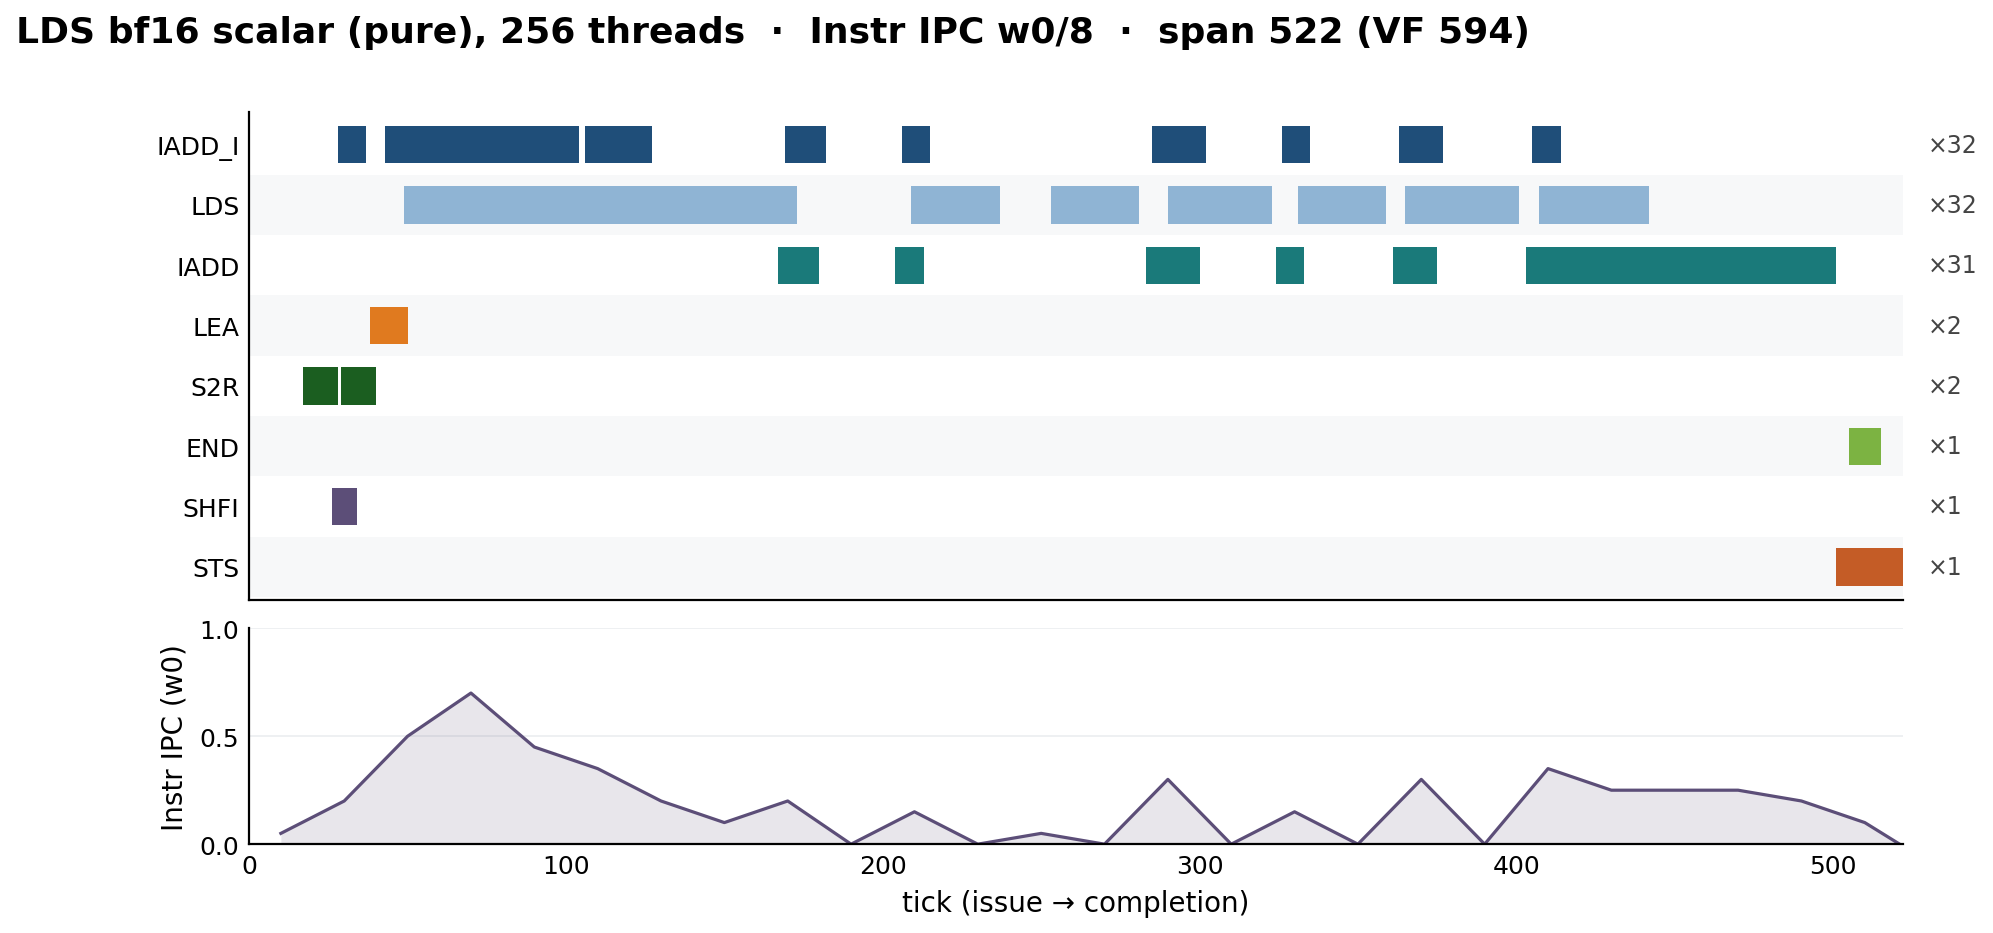 LDS bf16 scalar (pure), 256 threads · Instr IPC w0/8 · span 522 (VF 594)
IADD_I ×32
LDS ×32
IADD ×31
LEA ×2
S2R ×2
END ×1
SHFI ×1
STS ×1
Instr IPC (w0)
1.0
0.5
0.0
0 100 200 300 400 500
tick (issue → completion)